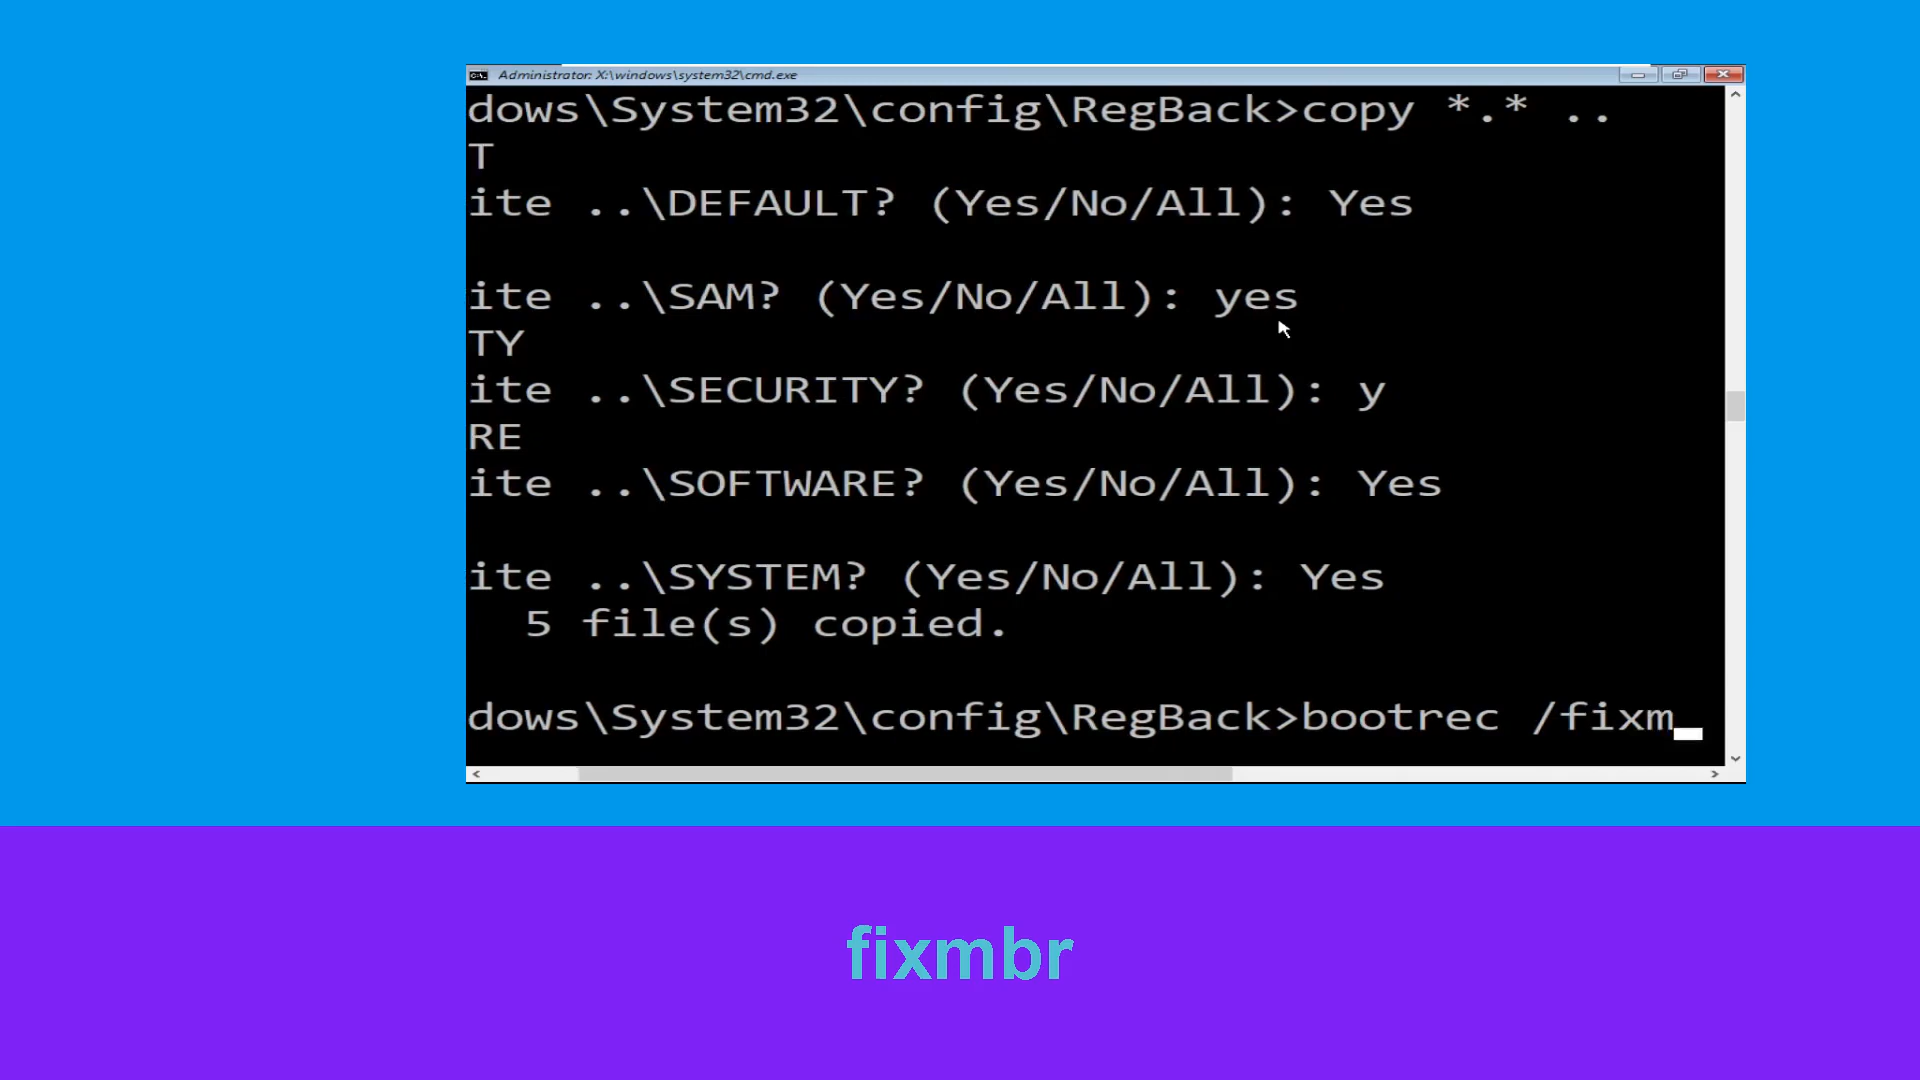 Administrator: X:\windows\system32\cmd.exe
dows\System32\config\RegBack>copy *.* ..
T
ite ..\DEFAULT? (Yes/No/All): Yes
ite ..\SAM? (Yes/No/All): yes
TY
ite ..\SECURITY? (Yes/No/All): y
RE
ite ..\SOFTWARE? (Yes/No/All): Yes
ite ..\SYSTEM? (Yes/No/All): Yes
5 file(s) copied.
dows\System32\config\RegBack>bootrec /fixm_
fixmbr